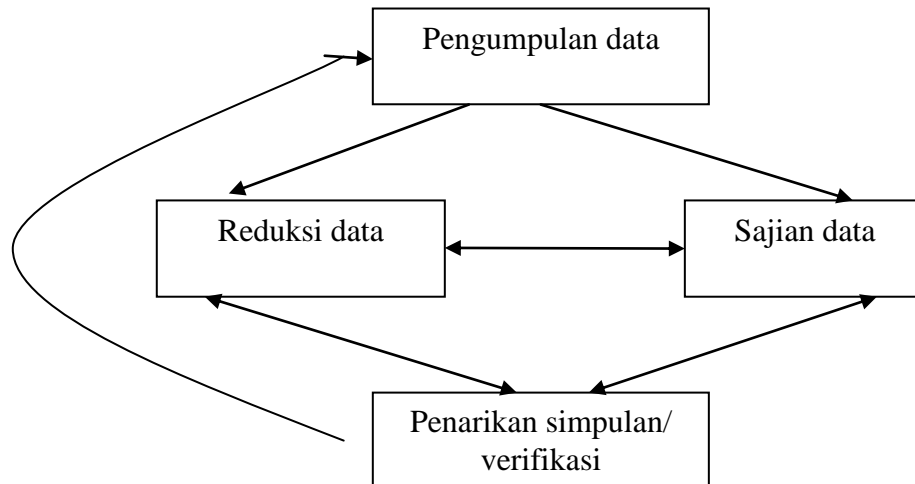 Pengumpulan data
Reduksi data
Sajian data
Penarikan simpulan/
verifikasi